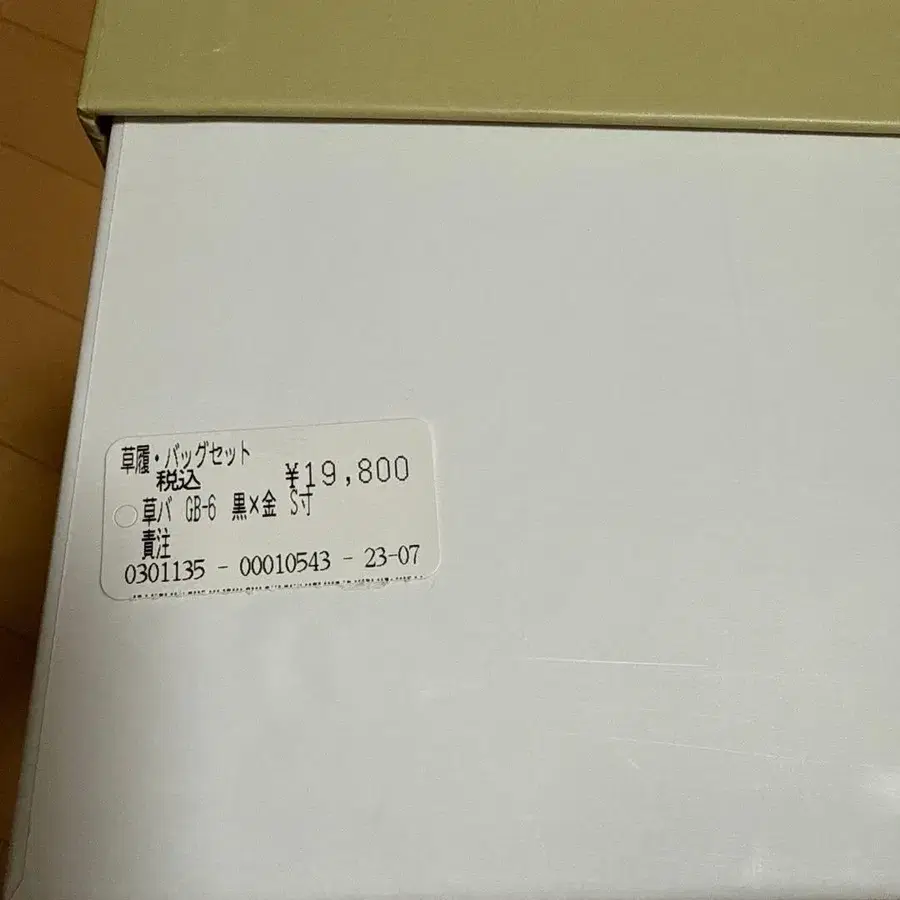 草履・バッグセット
税込 ¥19,800
草バ GB-6 黒×金 S寸
責注
0301135 - 00010543 - 23-07